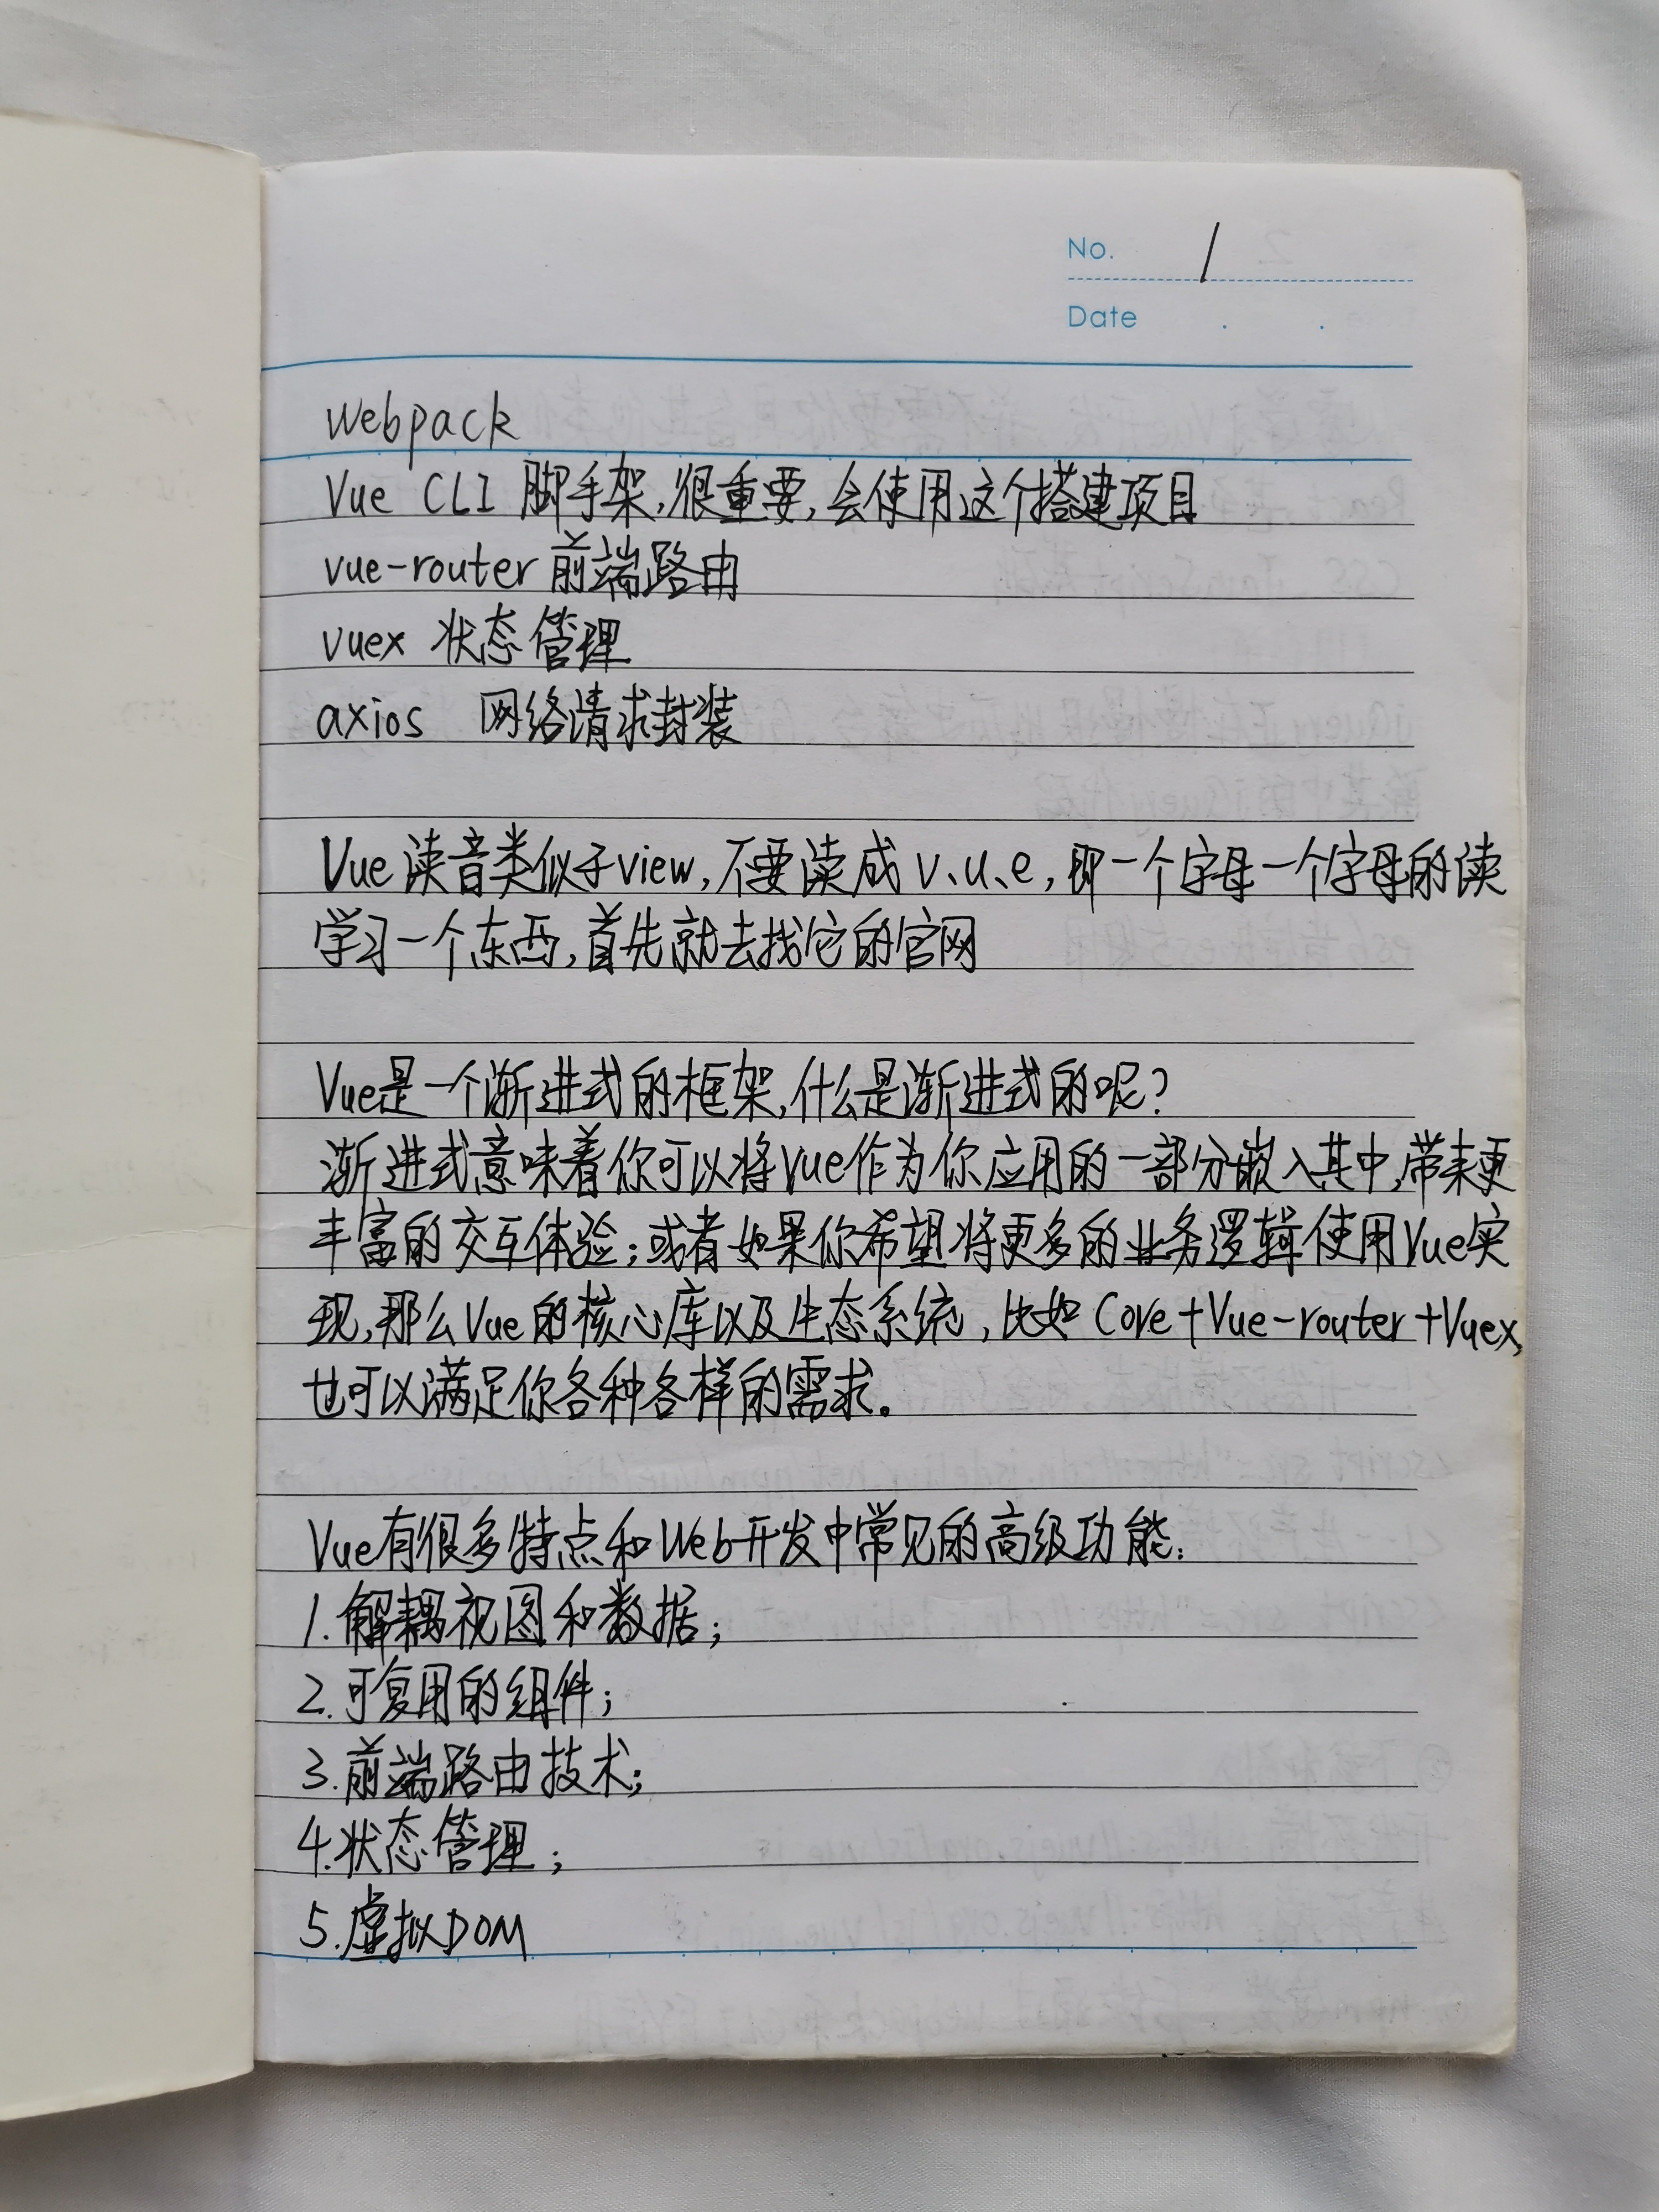 No. 1
Date . .
Webpack
Vue CLI 脚手架,很重要,会使用这个搭建项目
vue-router 前端路由
vuex 状态管理
axios 网络请求封装
Vue 读音类似于view,不要读成 v、u、e,即一个字母一个字母的读
学习一个东西,首先就去找它的官网
Vue是一个渐进式的框架,什么是渐进式的呢?
渐进式意味着你可以将Vue作为你应用的一部分嵌入其中,带来更
丰富的交互体验;或者如果你希望将更多的业务逻辑使用Vue实
现,那么Vue的核心库以及生态系统,比如 Core+Vue-router+Vuex,
也可以满足你各种各样的需求。
Vue有很多特点和Web开发中常见的高级功能:
1.解耦视图和数据;
2.可复用的组件;
3.前端路由技术;
4.状态管理;
5.虚拟DOM